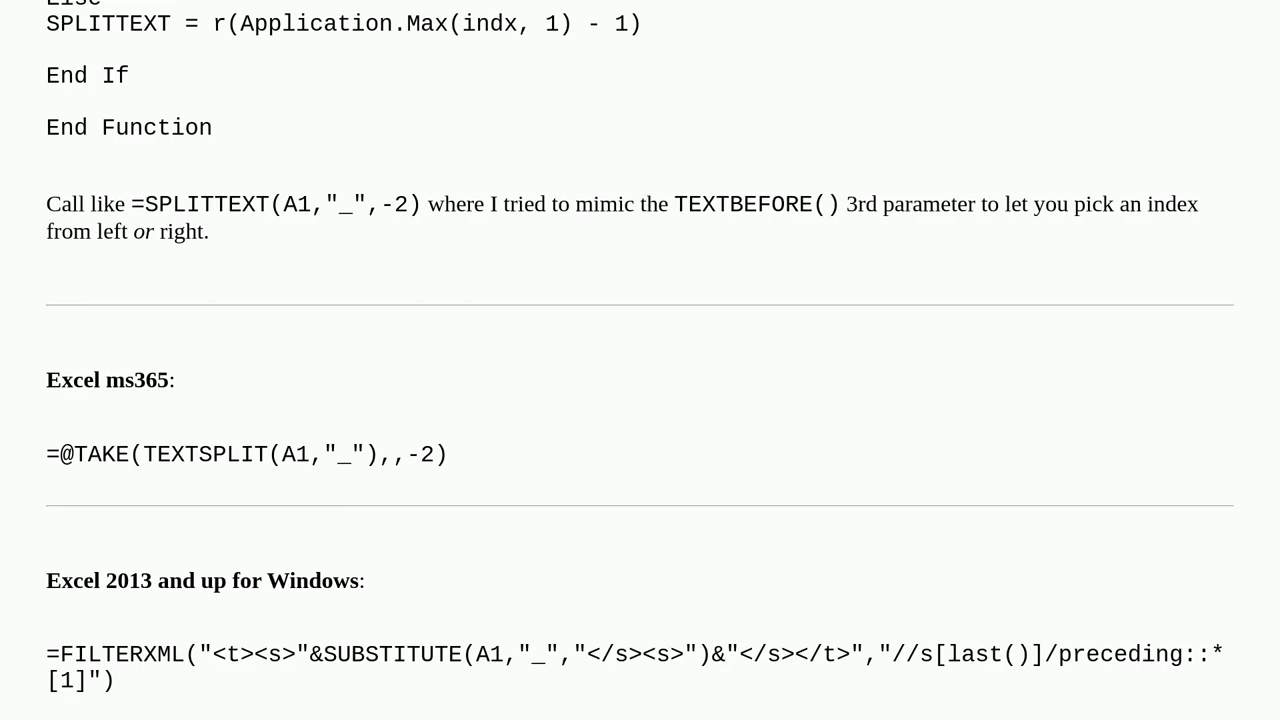 Else
SPLITTEXT = r(Application.Max(indx, 1) - 1)
End If
End Function
Call like =SPLITTEXT(A1,"_",-2) where I tried to mimic the TEXTBEFORE() 3rd parameter to let you pick an index
from left or right.
Excel ms365:
=@TAKE(TEXTSPLIT(A1,"_"),,-2)
Excel 2013 and up for Windows:
=FILTERXML("<t><s>"&SUBSTITUTE(A1,"_","</s><s>")&"</s></t>","//s[last()]/preceding::*
[1]")